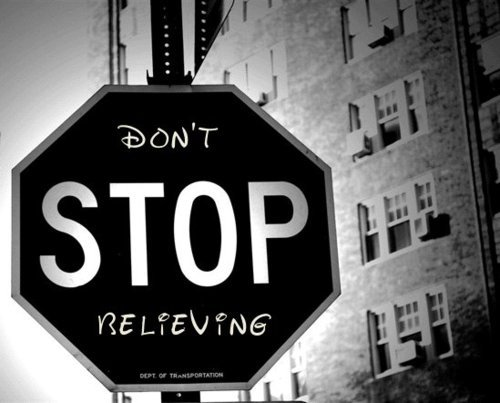 DON'T
STOP
BELiEViNG
DEPT. OF TRANSPORTATION